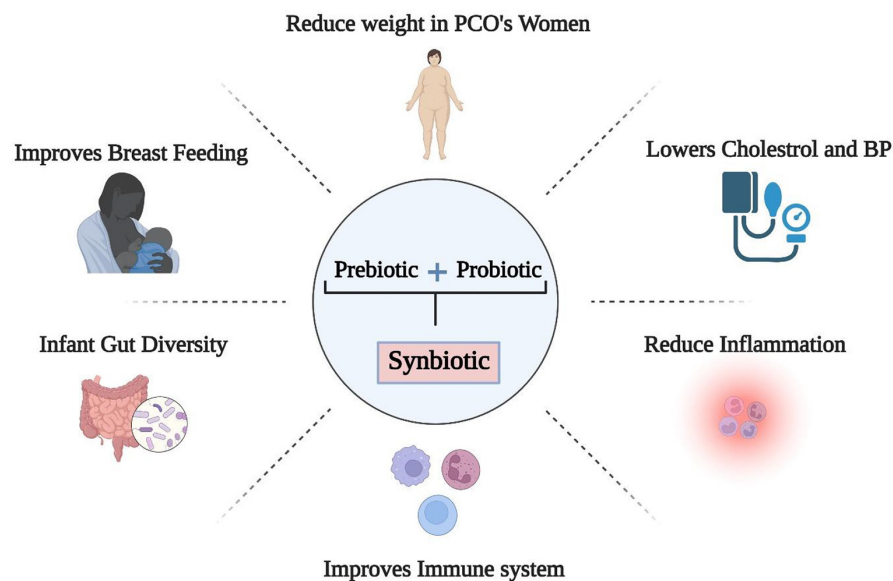 Reduce weight in PCO's Women
Improves Breast Feeding
Lowers Cholestrol and BP
Prebiotic + Probiotic
Synbiotic
Infant Gut Diversity
Reduce Inflammation
Improves Immune system